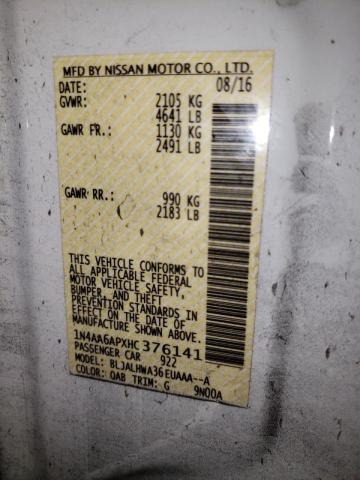 MFD BY NISSAN MOTOR CO., LTD.
DATE: 08/16
GVWR: 2105 KG
4641 LB
GAWR FR.: 1130 KG
2491 LB
GAWR RR.: 990 KG
2183 LB
THIS VEHICLE CONFORMS TO
ALL APPLICABLE FEDERAL
MOTOR VEHICLE SAFETY,
BUMPER, AND THEFT
PREVENTION STANDARDS IN
EFFECT ON THE DATE OF
MANUFACTURE SHOWN ABOVE.
1N4AA6APXHC376141
PASSENGER CAR 922
MODEL: BLJALHWA36EUAAA--A
COLOR: QAB TRIM: G 9N00A